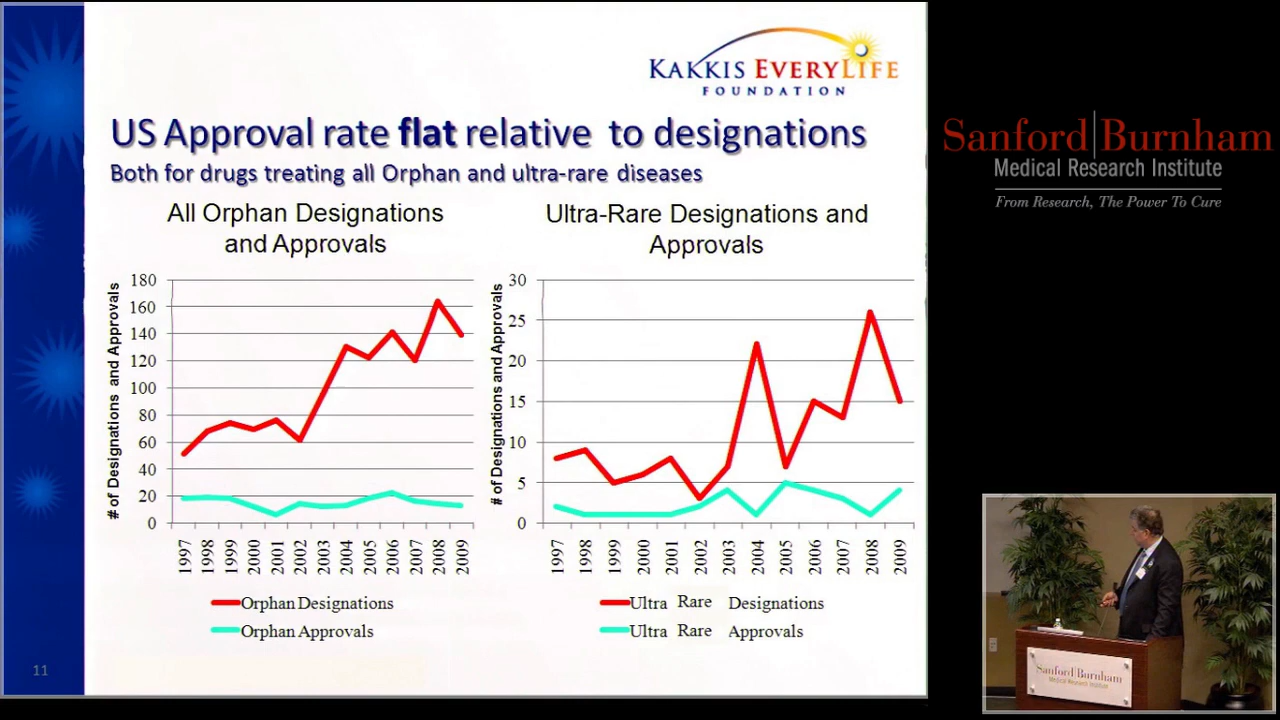 KAKKIS EVERYLIFE
FOUNDATION
US Approval rate flat relative to designations
Both for drugs treating all Orphan and ultra-rare diseases
All Orphan Designations
and Approvals
# of Designations and Approvals
180
160
140
120
100
80
60
40
20
0
1997
1998
1999
2000
2001
2002
2003
2004
2005
2006
2007
2008
2009
Orphan Designations
Orphan Approvals
Ultra-Rare Designations and
Approvals
# of Designations and Approvals
30
25
20
15
10
5
0
1997
1998
1999
2000
2001
2002
2003
2004
2005
2006
2007
2008
2009
Ultra Rare Designations
Ultra Rare Approvals
11
Sanford|Burnham
Medical Research Institute
From Research, The Power To Cure
Sanford|Burnham
Medical Research Institute